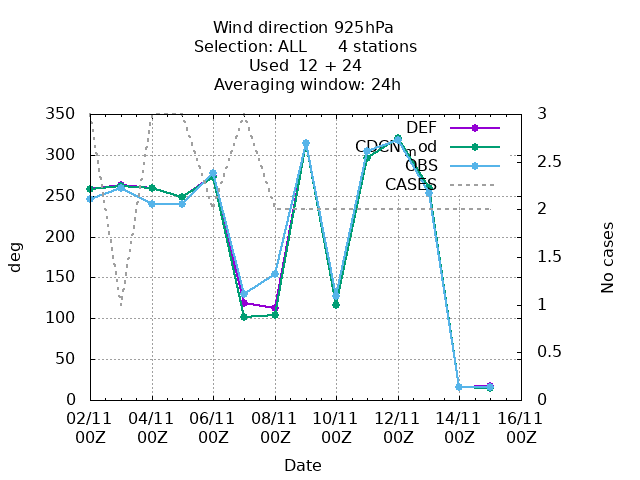 Wind direction 925hPa
Selection: ALL 4 stations
Used 12 + 24
Averaging window: 24h
350 3
DEF
CDCN_mod
300
OBS 2.5
CASES
250
200 2
150 1.5
100 1
50 0.5
0 0
deg
No cases
02/11 04/11 06/11 08/11 10/11 12/11 14/11 16/11
00Z 00Z 00Z 00Z 00Z 00Z 00Z 00Z
Date